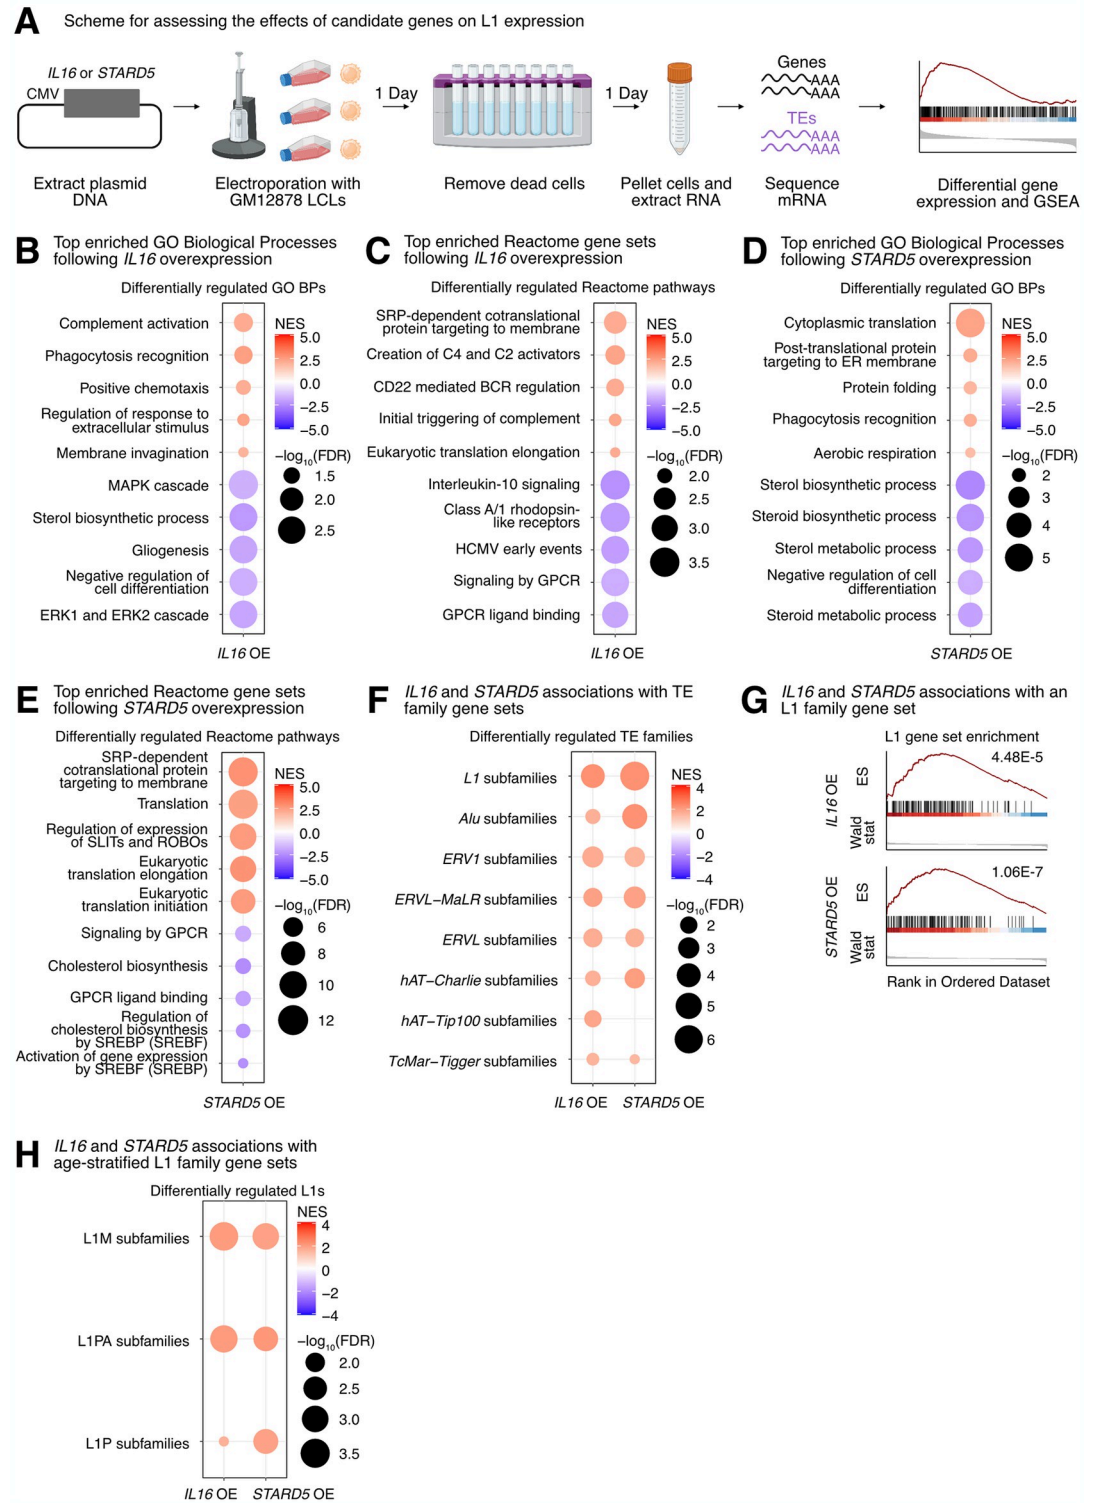 A Scheme for assessing the effects of candidate genes on L1 expression
IL16 or STARD5
CMV
Extract plasmid
DNA
Electroporation with
GM12878 LCLs
1 Day
Remove dead cells
1 Day
Pellet cells and
extract RNA
Genes
AAA
AAA
TEs
AAA
AAA
Sequence
mRNA
Differential gene
expression and GSEA
B Top enriched GO Biological Processes
following IL16 overexpression
Differentially regulated GO BPs
Complement activation
Phagocytosis recognition
Positive chemotaxis
Regulation of response to
extracellular stimulus
Membrane invagination
MAPK cascade
Sterol biosynthetic process
Gliogenesis
Negative regulation of
cell differentiation
ERK1 and ERK2 cascade
IL16 OE
NES
5.0
2.5
0.0
−2.5
−5.0
−log10(FDR)
1.5
2.0
2.5
C Top enriched Reactome gene sets
following IL16 overexpression
Differentially regulated Reactome pathways
SRP-dependent cotranslational
protein targeting to membrane
Creation of C4 and C2 activators
CD22 mediated BCR regulation
Initial triggering of complement
Eukaryotic translation elongation
Interleukin-10 signaling
Class A/1 rhodopsin-
like receptors
HCMV early events
Signaling by GPCR
GPCR ligand binding
IL16 OE
NES
5.0
2.5
0.0
−2.5
−5.0
−log10(FDR)
2.0
2.5
3.0
3.5
D Top enriched GO Biological Processes
following STARD5 overexpression
Differentially regulated GO BPs
Cytoplasmic translation
Post-translational protein
targeting to ER membrane
Protein folding
Phagocytosis recognition
Aerobic respiration
Sterol biosynthetic process
Steroid biosynthetic process
Sterol metabolic process
Negative regulation of cell
differentiation
Steroid metabolic process
STARD5 OE
NES
5.0
2.5
0.0
−2.5
−5.0
−log10(FDR)
2
3
4
5
E Top enriched Reactome gene sets
following STARD5 overexpression
Differentially regulated Reactome pathways
SRP-dependent
cotranslational protein
targeting to membrane
Translation
Regulation of expression
of SLITs and ROBOs
Eukaryotic
translation elongation
Eukaryotic
translation initiation
Signaling by GPCR
Cholesterol biosynthesis
GPCR ligand binding
Regulation of
cholesterol biosynthesis
by SREBP (SREBF)
Activation of gene expression
by SREBF (SREBP)
STARD5 OE
NES
5.0
2.5
0.0
−2.5
−5.0
−log10(FDR)
6
8
10
12
F IL16 and STARD5 associations with TE
family gene sets
Differentially regulated TE families
L1 subfamilies
Alu subfamilies
ERV1 subfamilies
ERVL−MaLR subfamilies
ERVL subfamilies
hAT−Charlie subfamilies
hAT−Tip100 subfamilies
TcMar−Tigger subfamilies
IL16 OE STARD5 OE
NES
4
2
0
−2
−4
−log10(FDR)
2
3
4
5
6
G IL16 and STARD5 associations with an
L1 family gene set
L1 gene set enrichment
IL16 OE
ES
4.48E-5
Wald
stat
STARD5 OE
ES
1.06E-7
Wald
stat
Rank in Ordered Dataset
H IL16 and STARD5 associations with
age-stratified L1 family gene sets
Differentially regulated L1s
L1M subfamilies
L1PA subfamilies
L1P subfamilies
IL16 OE STARD5 OE
NES
4
2
0
−2
−4
−log10(FDR)
2.0
2.5
3.0
3.5